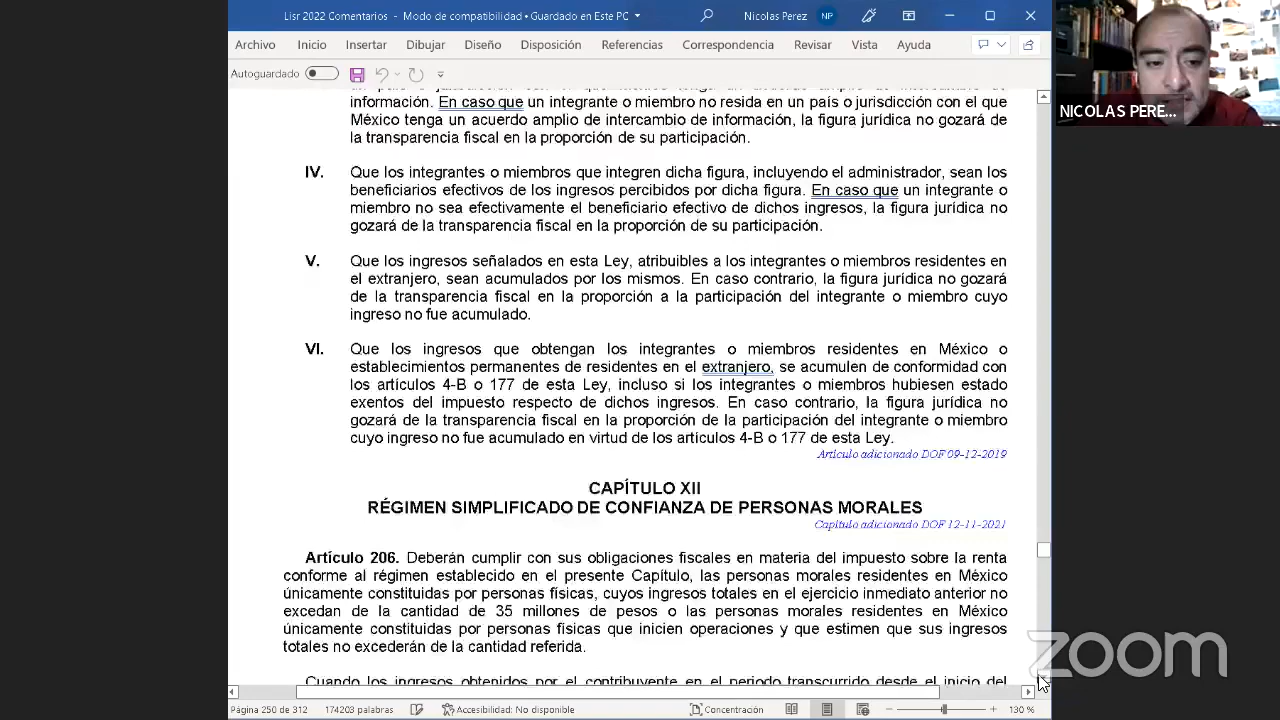 Lisr 2022 Comentarios - Modo de compatibilidad • Guardado en Este PC
Nicolas Perez
NP
Archivo Inicio Insertar Dibujar Diseño Disposición Referencias Correspondencia Revisar Vista Ayuda
Autoguardado
información. En caso que un integrante o miembro no resida en un país o jurisdicción con el que
México tenga un acuerdo amplio de intercambio de información, la figura jurídica no gozará de
la transparencia fiscal en la proporción de su participación.
IV. Que los integrantes o miembros que integren dicha figura, incluyendo el administrador, sean los
beneficiarios efectivos de los ingresos percibidos por dicha figura. En caso que un integrante o
miembro no sea efectivamente el beneficiario efectivo de dichos ingresos, la figura jurídica no
gozará de la transparencia fiscal en la proporción de su participación.
V. Que los ingresos señalados en esta Ley, atribuibles a los integrantes o miembros residentes en
el extranjero, sean acumulados por los mismos. En caso contrario, la figura jurídica no gozará
de la transparencia fiscal en la proporción a la participación del integrante o miembro cuyo
ingreso no fue acumulado.
VI. Que los ingresos que obtengan los integrantes o miembros residentes en México o
establecimientos permanentes de residentes en el extranjero, se acumulen de conformidad con
los artículos 4-B o 177 de esta Ley, incluso si los integrantes o miembros hubiesen estado
exentos del impuesto respecto de dichos ingresos. En caso contrario, la figura jurídica no
gozará de la transparencia fiscal en la proporción de la participación del integrante o miembro
cuyo ingreso no fue acumulado en virtud de los artículos 4-B o 177 de esta Ley.
Artículo adicionado DOF 09-12-2019
CAPÍTULO XII
RÉGIMEN SIMPLIFICADO DE CONFIANZA DE PERSONAS MORALES
Capítulo adicionado DOF 12-11-2021
Artículo 206. Deberán cumplir con sus obligaciones fiscales en materia del impuesto sobre la renta
conforme al régimen establecido en el presente Capítulo, las personas morales residentes en México
únicamente constituidas por personas físicas, cuyos ingresos totales en el ejercicio inmediato anterior no
excedan de la cantidad de 35 millones de pesos o las personas morales residentes en México
únicamente constituidas por personas físicas que inicien operaciones y que estimen que sus ingresos
totales no excederán de la cantidad referida.
Cuando los ingresos obtenidos por el contribuyente en el periodo transcurrido desde el inicio del
Página 250 de 312 174203 palabras Accesibilidad: No disponible Concentración 130 %
NICOLAS PERE...
zoom